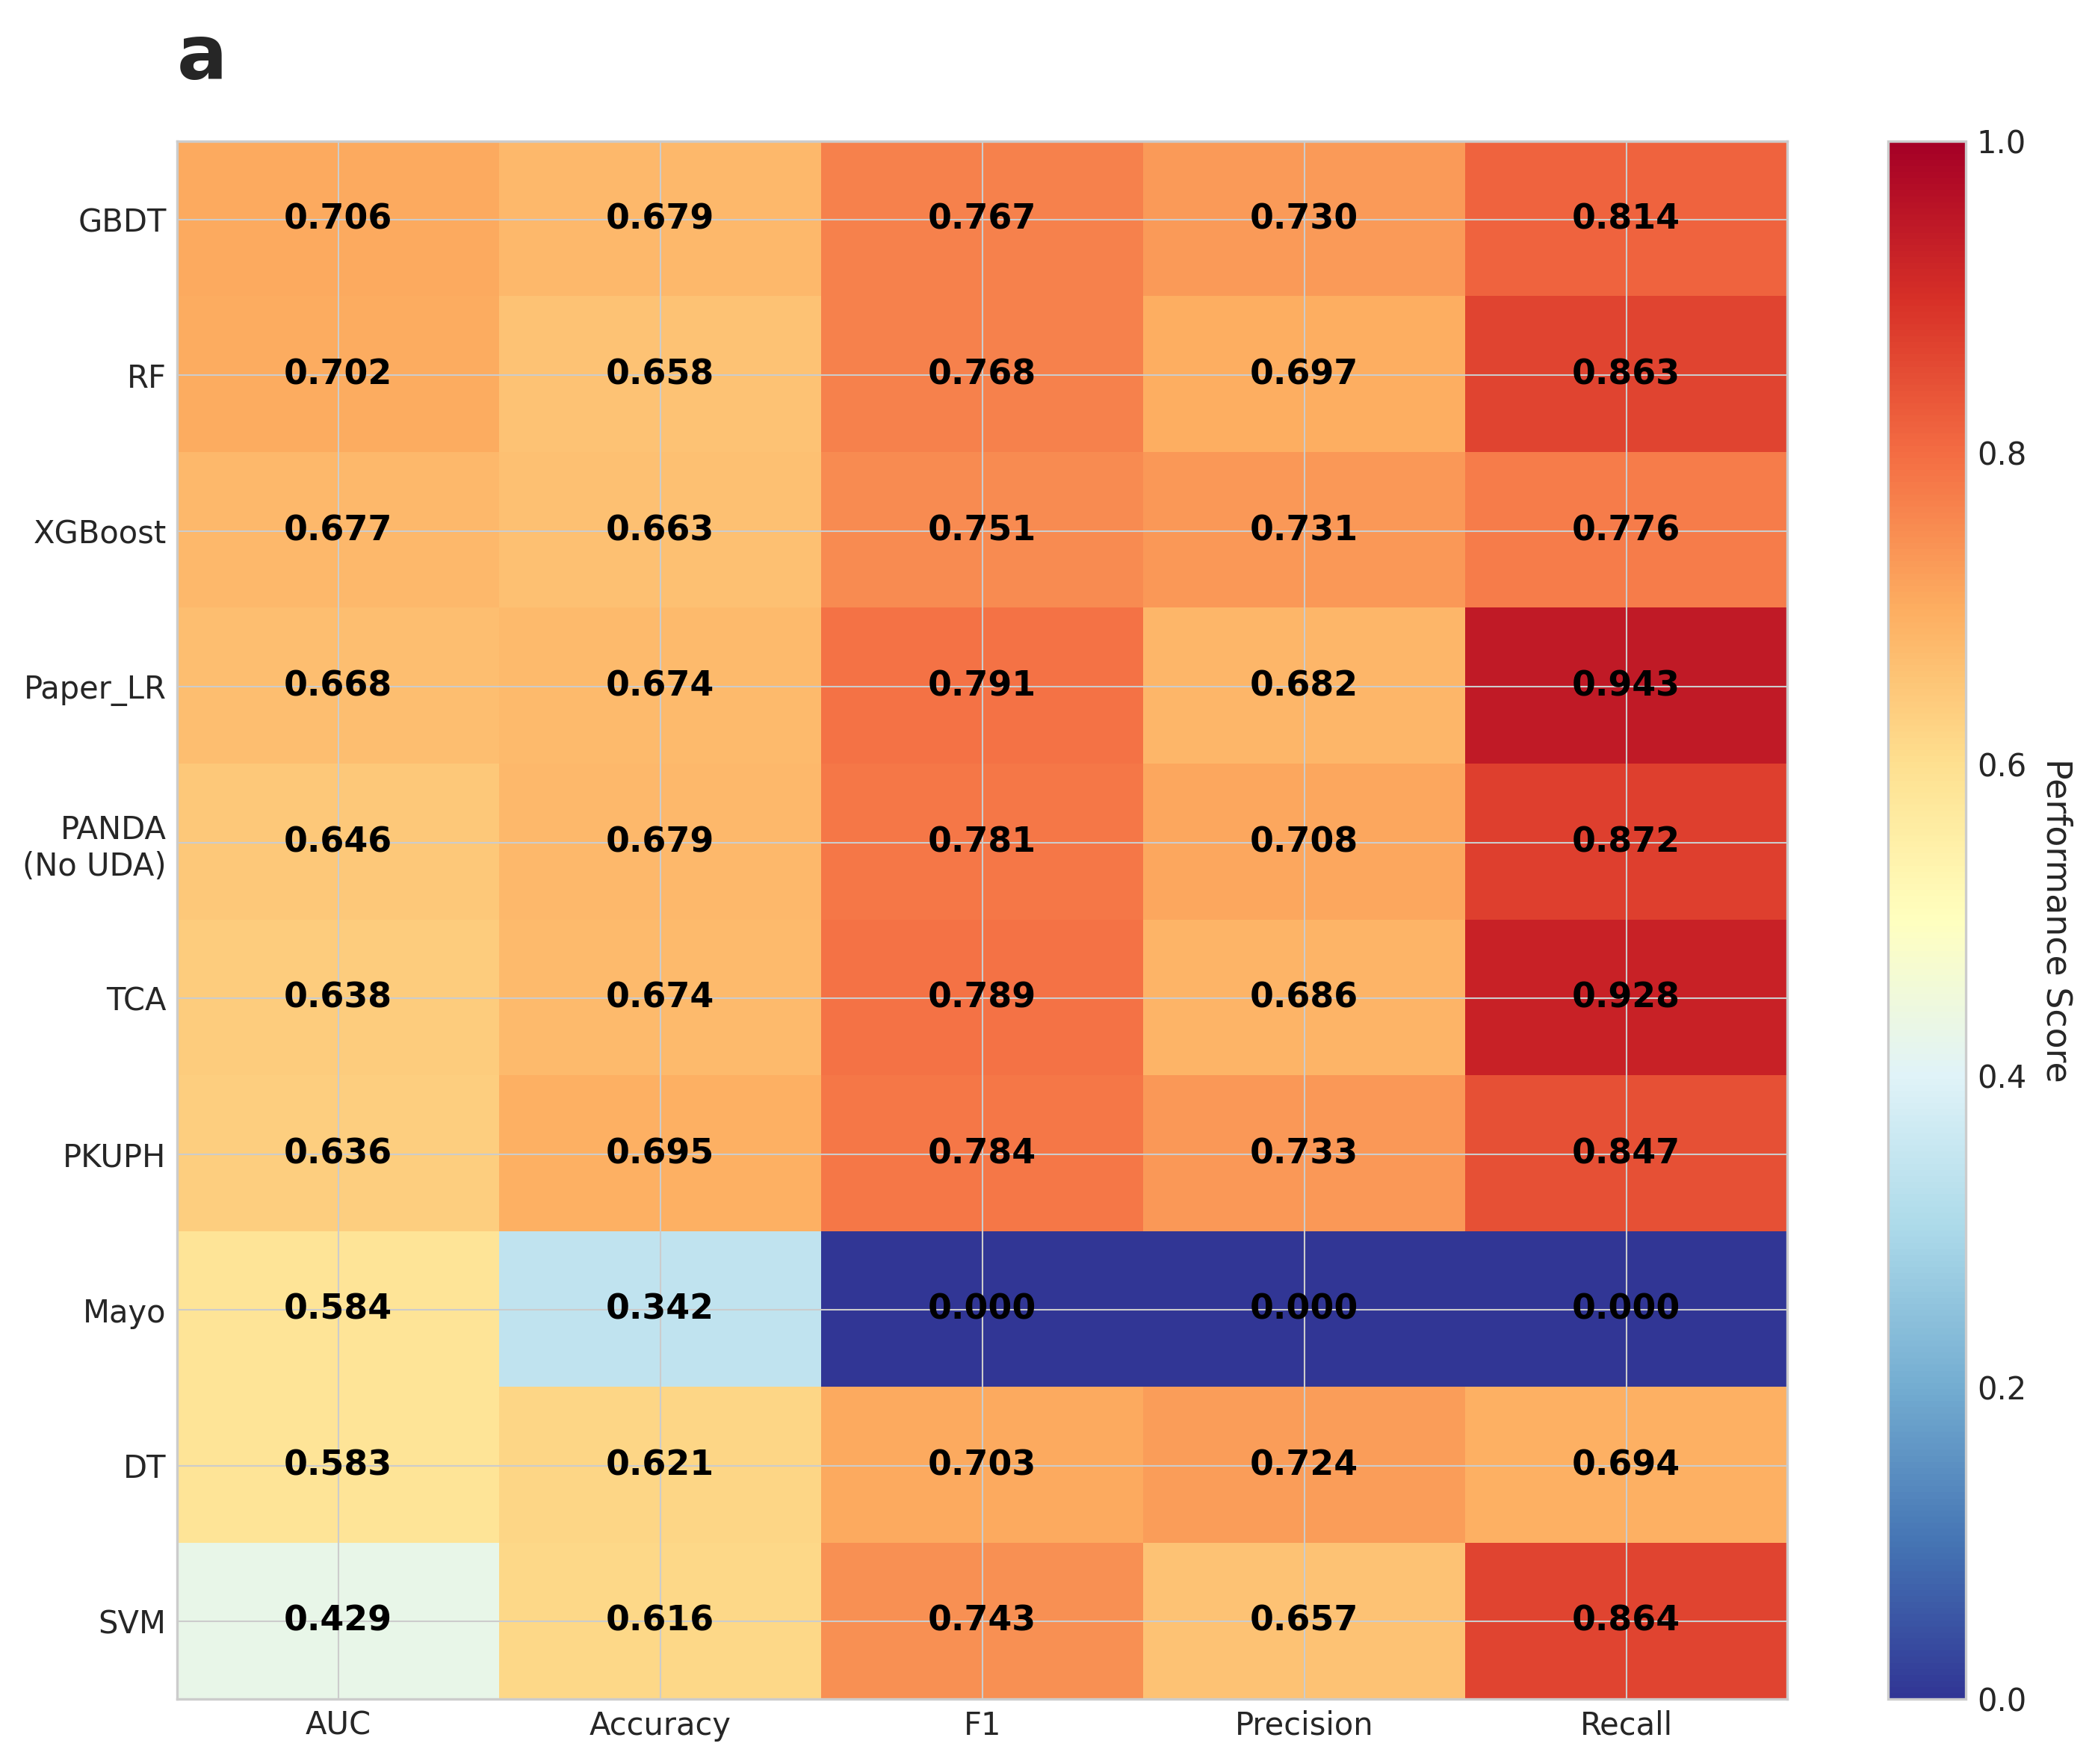 a
GBDT 0.706 0.679 0.767 0.730 0.814
RF 0.702 0.658 0.768 0.697 0.863
XGBoost 0.677 0.663 0.751 0.731 0.776
Paper_LR 0.668 0.674 0.791 0.682 0.943
PANDA
(No UDA) 0.646 0.679 0.781 0.708 0.872
TCA 0.638 0.674 0.789 0.686 0.928
PKUPH 0.636 0.695 0.784 0.733 0.847
Mayo 0.584 0.342 0.000 0.000 0.000
DT 0.583 0.621 0.703 0.724 0.694
SVM 0.429 0.616 0.743 0.657 0.864
AUC Accuracy F1 Precision Recall
1.0
0.8
0.6
0.4
0.2
0.0
Performance Score